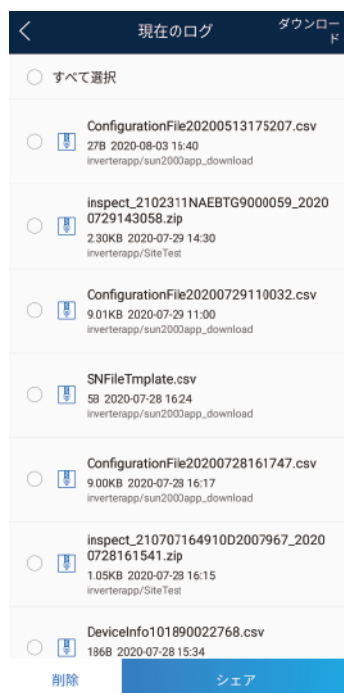 現在のログ
ダウンロー
ド
すべて選択
ConfigurationFile20200513175207.csv
27B 2020-08-03 16:40
inverterapp/sun2000app_download
inspect_2102311NAEBTG9000059_2020
0729143058.zip
2.30KB 2020-07-29 14:30
inverterapp/SiteTest
ConfigurationFile20200729110032.csv
9.01KB 2020-07-29 11:00
inverterapp/sun2000app_download
SNFileTmplate.csv
5B 2020-07-28 16:24
inverterapp/sun2000app_download
ConfigurationFile20200728161747.csv
9.00KB 2020-07-28 16:17
inverterapp/sun2000app_download
inspect_210707164910D2007967_2020
0728161541.zip
1.05KB 2020-07-28 16:15
inverterapp/SiteTest
DeviceInfo101890022768.csv
186B 2020-07-28 15:34
削除
シェア